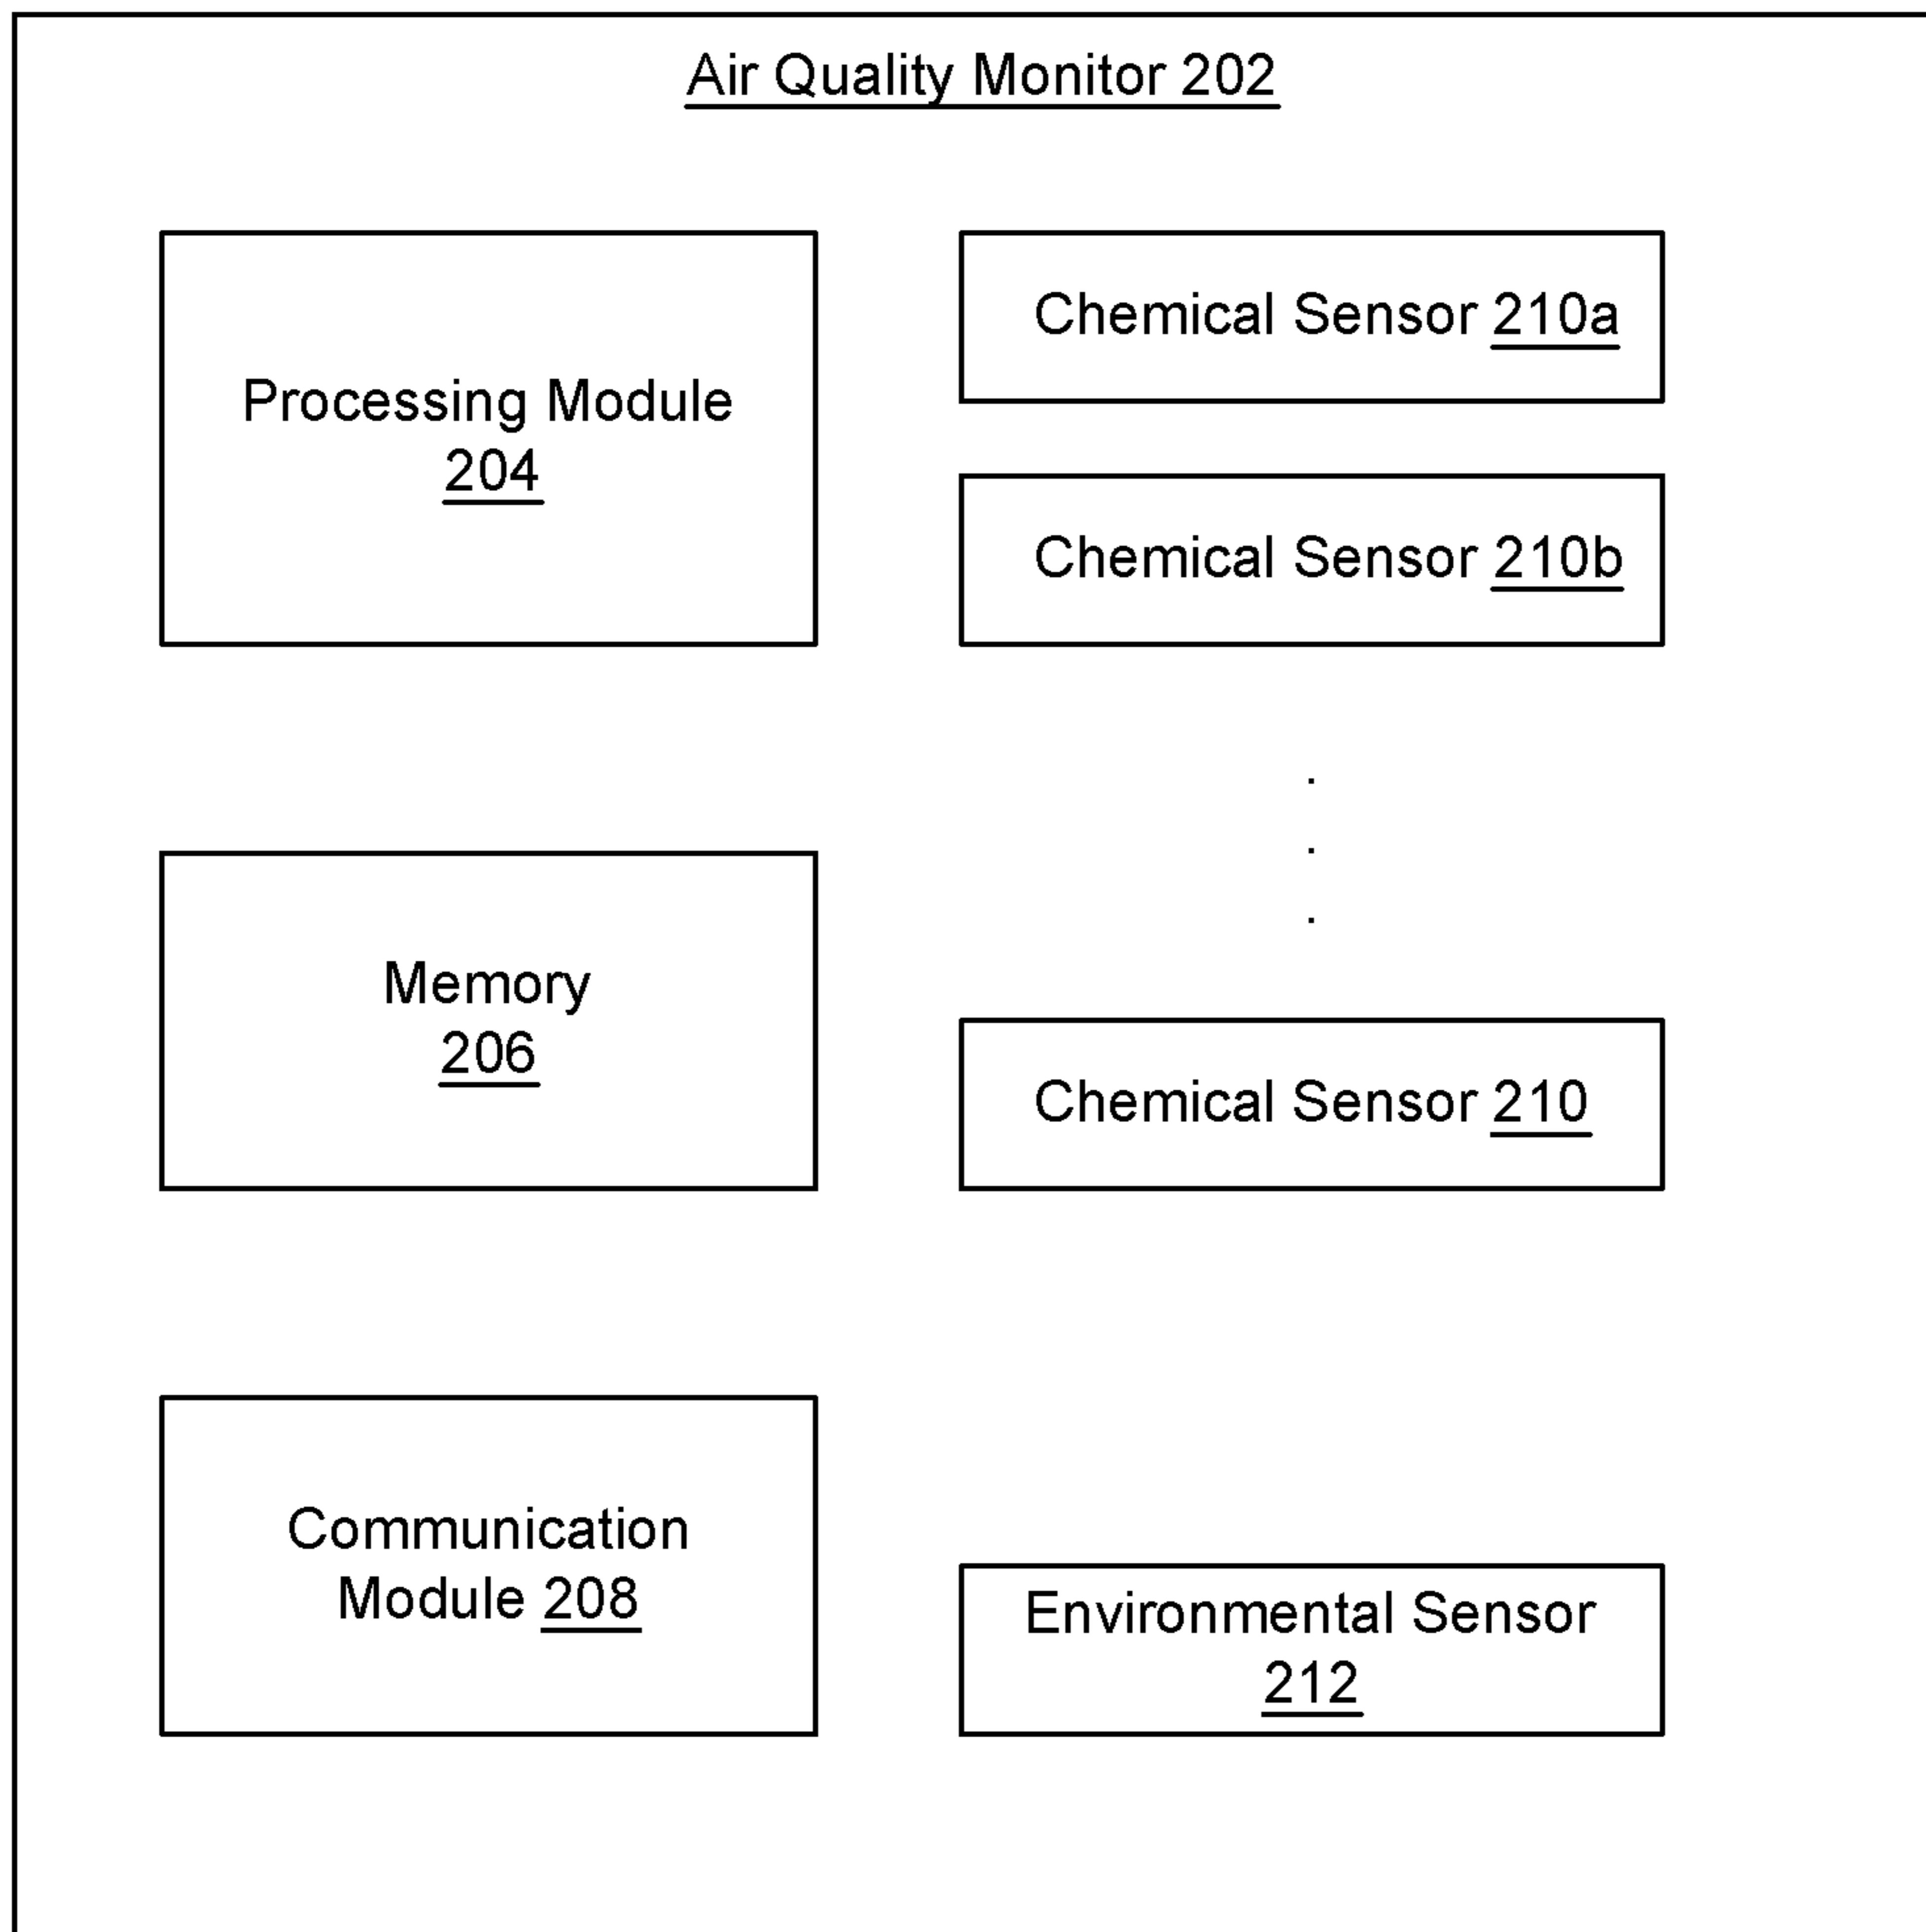 Air Quality Monitor 202
Processing Module
204
Chemical Sensor 210a
Chemical Sensor 210b
.
.
.
Memory
206
Chemical Sensor 210
Communication
Module 208
Environmental Sensor
212